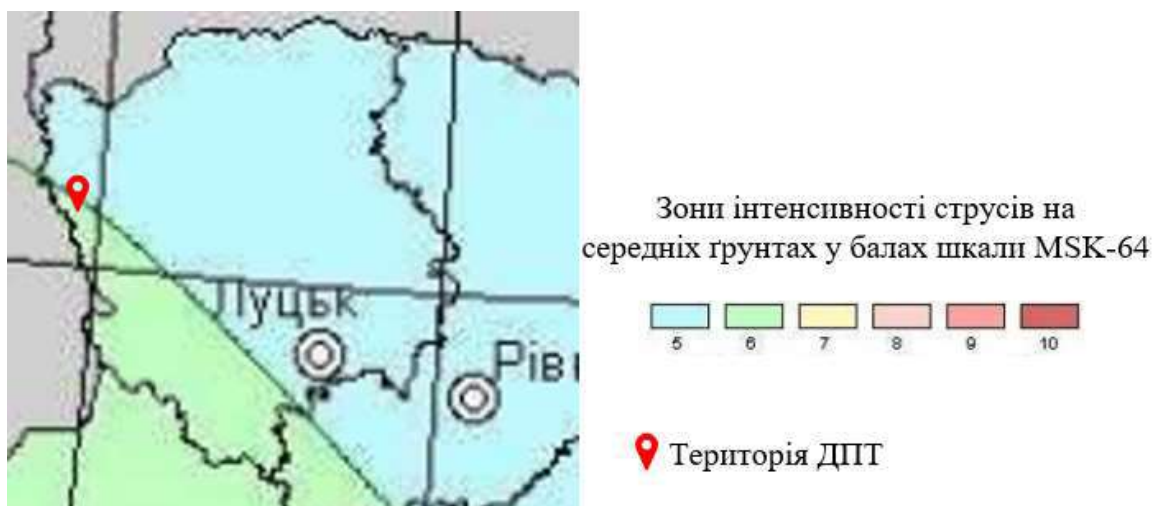 Луцьк
Рів
Зони інтенсивності струсів на
середніх ґрунтах у балах шкали MSK-64
5 6 7 8 9 10
Територія ДПТ